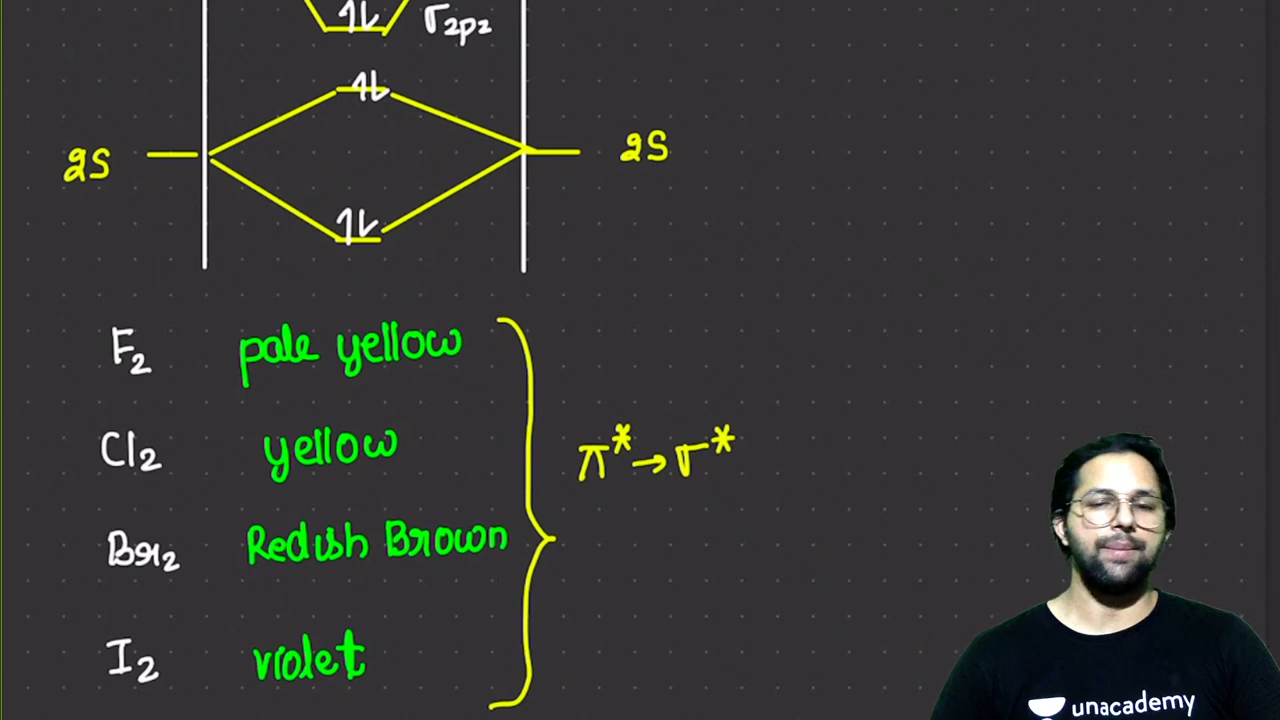 σ2pz
2S 2S
F2 pale yellow
Cl2 yellow
π* → σ*
Br2 Redish Brown
I2 violet
unacademy